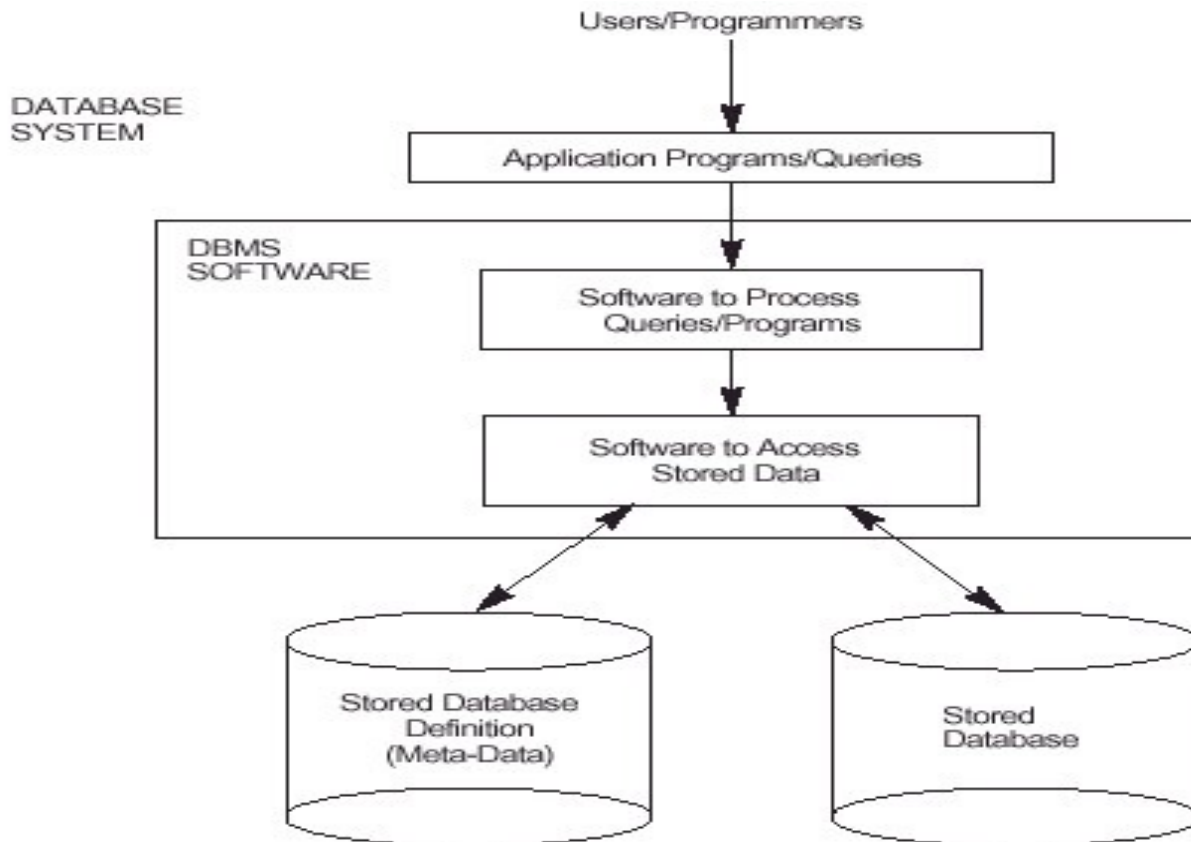 Users/Programmers
DATABASE
SYSTEM
Application Programs/Queries
DBMS
SOFTWARE
Software to Process
Queries/Programs
Software to Access
Stored Data
Stored Database
Definition
(Meta-Data)
Stored
Database